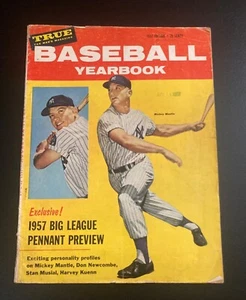 TRUE
THE MAN'S MAGAZINE
BASEBALL
YEARBOOK
Mickey Mantle
Exclusive!
1957 BIG LEAGUE
PENNANT PREVIEW
Exciting personality profiles
on Mickey Mantle, Don Newcombe,
Stan Musial, Harvey Kuenn